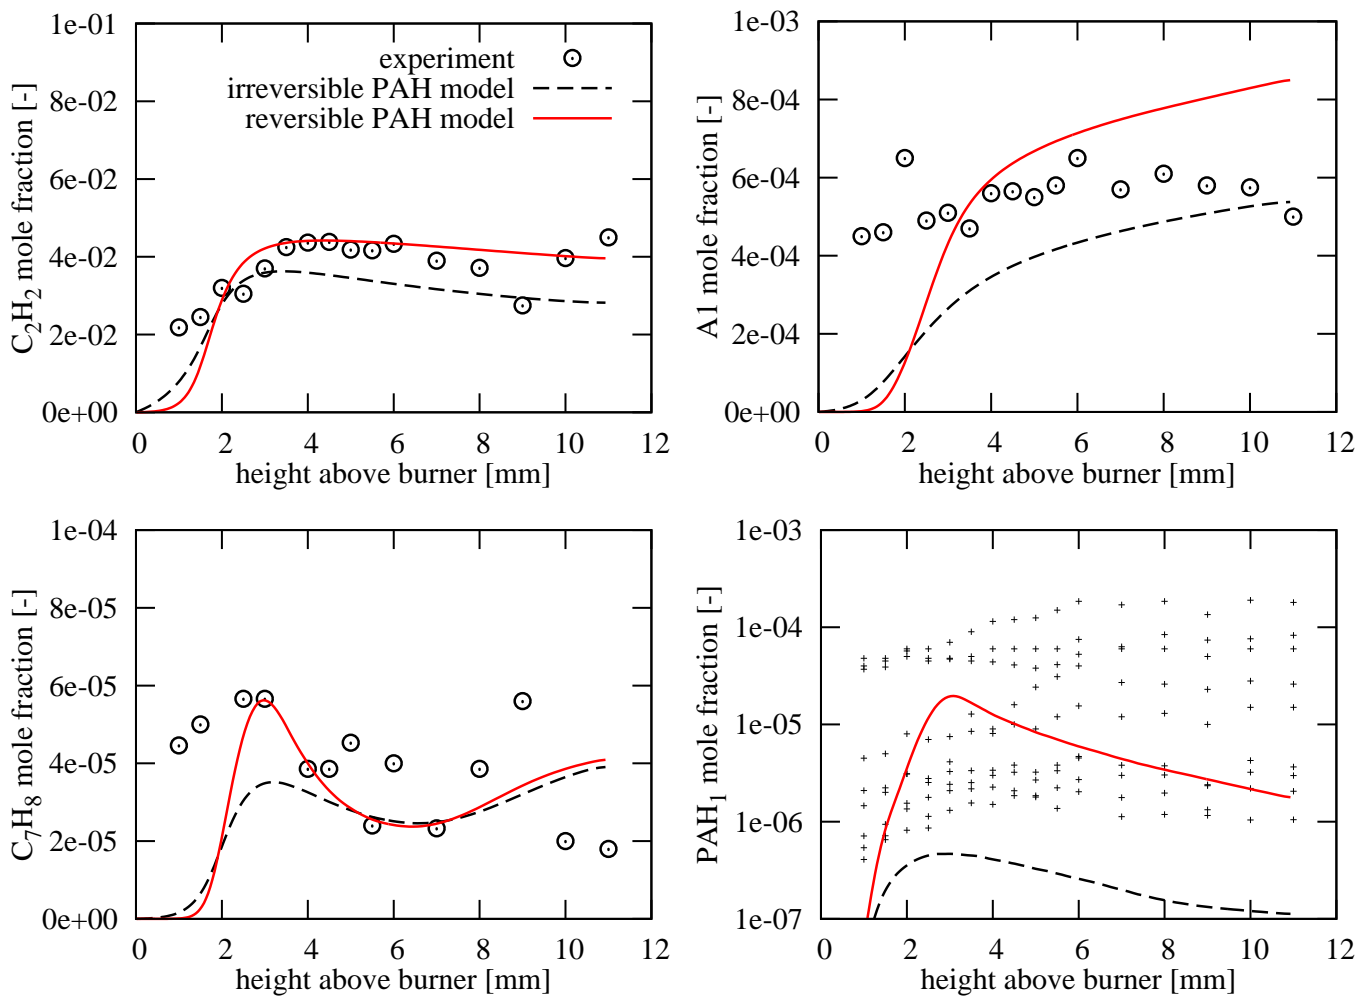 1e-01
8e-02
6e-02
4e-02
2e-02
0e+00
C2H2 mole fraction [-]
experiment
irreversible PAH model
reversible PAH model
0 2 4 6 8 10 12
height above burner [mm]
1e-03
8e-04
6e-04
4e-04
2e-04
0e+00
A1 mole fraction [-]
0 2 4 6 8 10 12
height above burner [mm]
1e-04
8e-05
6e-05
4e-05
2e-05
0e+00
C7H8 mole fraction [-]
0 2 4 6 8 10 12
height above burner [mm]
1e-03
1e-04
1e-05
1e-06
1e-07
PAH1 mole fraction [-]
0 2 4 6 8 10 12
height above burner [mm]